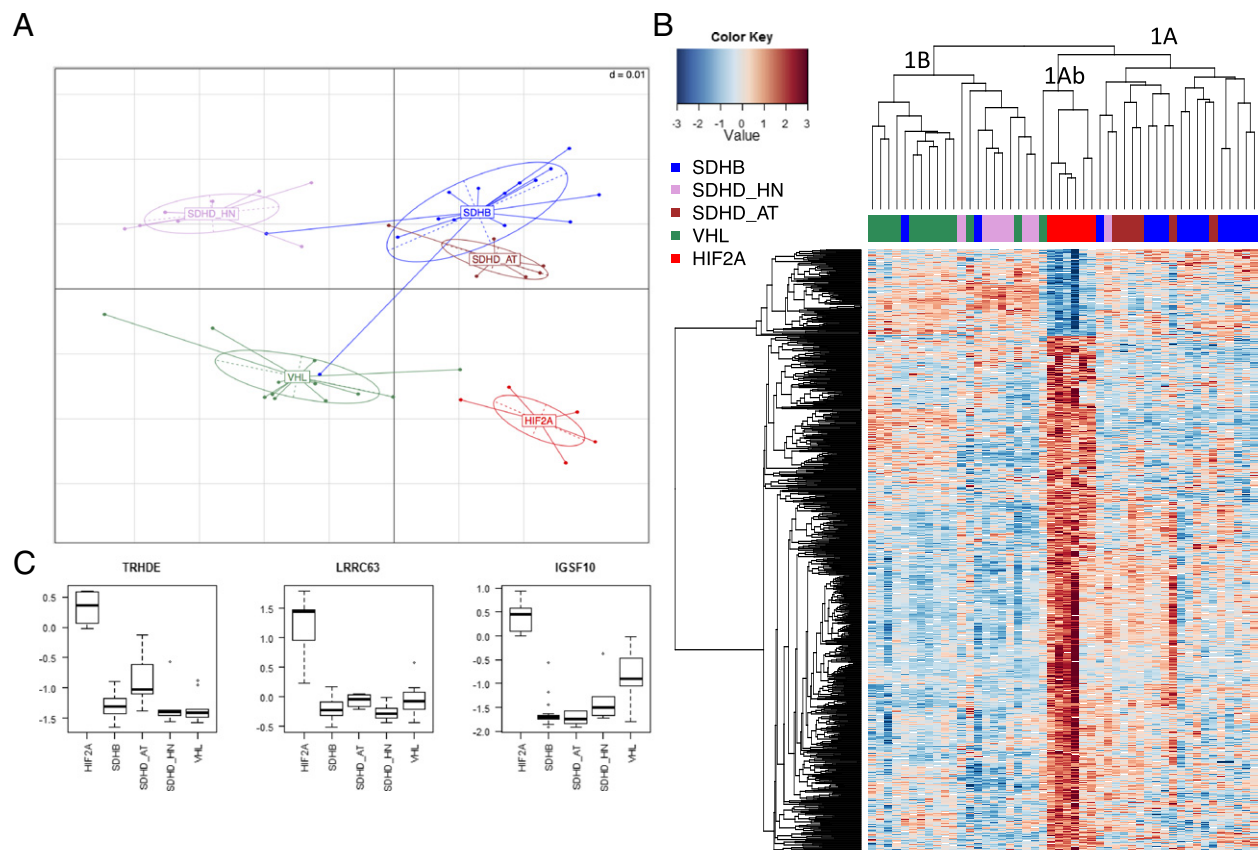 A
d = 0.01
SDHD_HN
SDHB
SDHD_AT
VHL
HIF2A
B
Color Key
-3 -2 -1 0 1 2 3
Value
SDHB
SDHD_HN
SDHD_AT
VHL
HIF2A
1A
1B
1Ab
C
TRHDE
0.5
0.0
-0.5
-1.0
-1.5
HIF2A
SDHB
SDHD_AT
SDHD_HN
VHL
LRRC63
1.5
1.0
0.5
0.0
-0.5
HIF2A
SDHB
SDHD_AT
SDHD_HN
VHL
IGSF10
1.0
0.5
0.0
-0.5
-1.0
-1.5
-2.0
HIF2A
SDHB
SDHD_AT
SDHD_HN
VHL